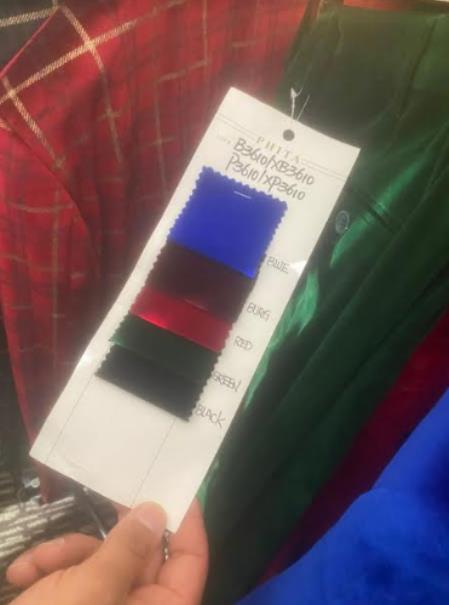 PHITA
B3610/XB3610
P3610/XP3610
BLUE
BURG
RED
GREEN
BLACK